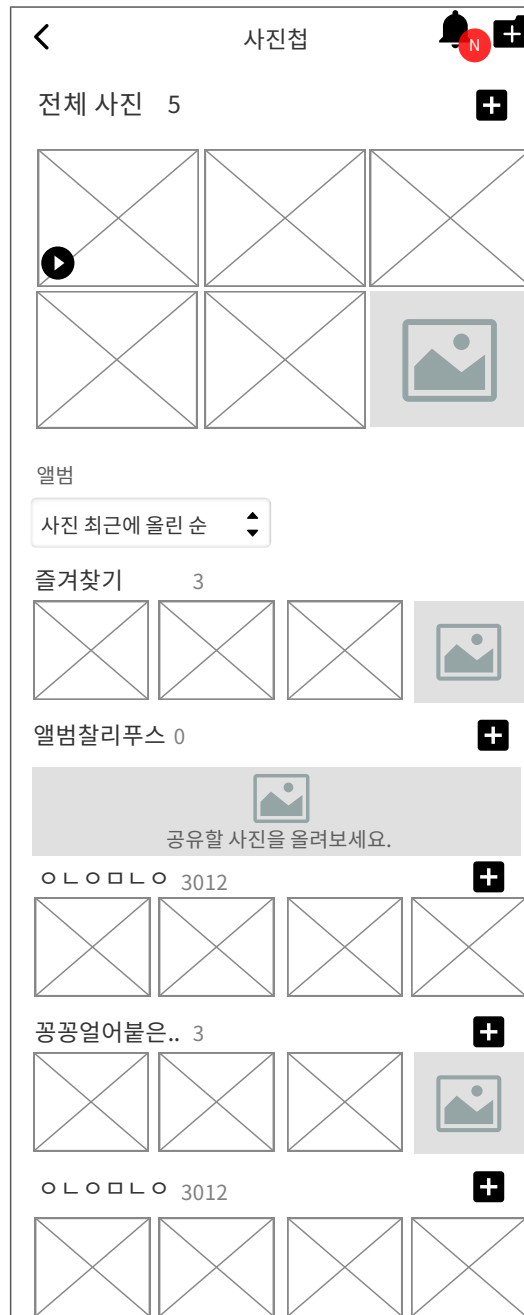 사진첩
N
전체 사진 5
앨범
사진 최근에 올린 순
즐겨찾기 3
앨범찰리푸스 0
공유할 사진을 올려보세요.
ㅇㄴㅇㅁㄴㅇ 3012
꽁꽁얼어붙은.. 3
ㅇㄴㅇㅁㄴㅇ 3012